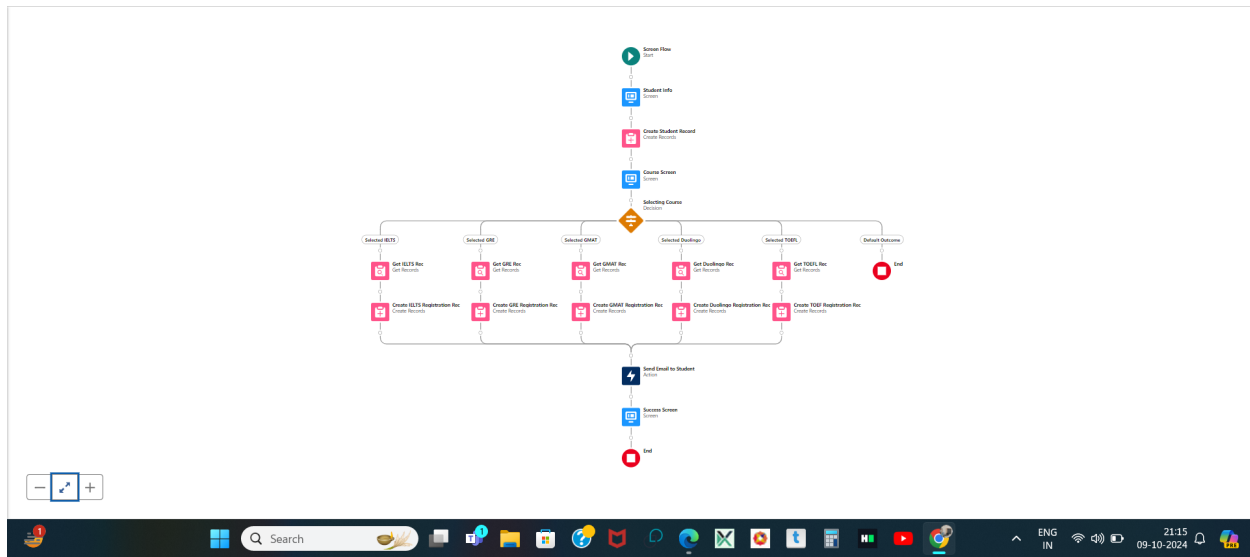 Screen Flow
Start
Student Info
Screen
Create Student Record
Create Records
Course Screen
Screen
Selecting Course
Decision
Selected IELTS
Selected GRE
Selected GMAT
Selected Duolingo
Selected TOEFL
Default Outcome
Get IELTS Rec
Get Records
Get GRE Rec
Get Records
Get GMAT Rec
Get Records
Get Duolingo Rec
Get Records
Get TOEFL Rec
Get Records
End
Create IELTS Registration Rec
Create Records
Create GRE Registration Rec
Create Records
Create GMAT Registration Rec
Create Records
Create Duolingo Registration Rec
Create Records
Create TOEF Registration Rec
Create Records
Send Email to Student
Action
Success Screen
Screen
End
1
Search
1
ENG
IN
21:15
09-10-2024
PRE